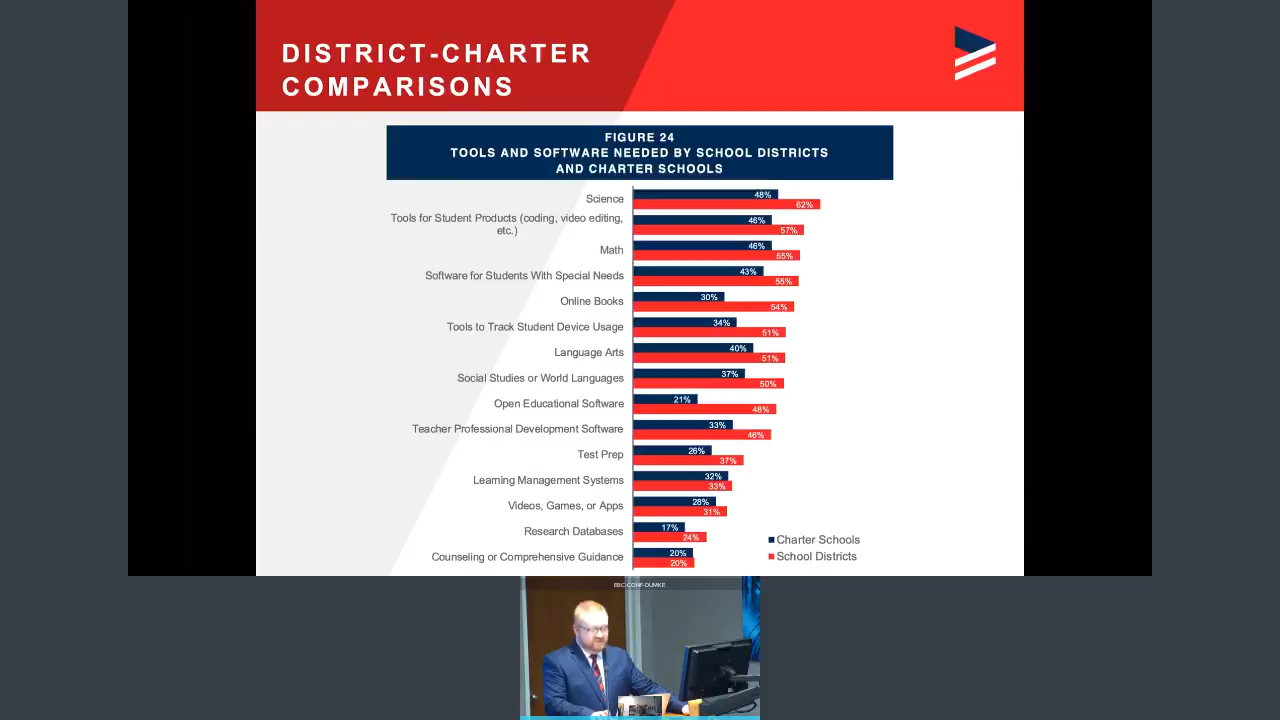 DISTRICT-CHARTER
COMPARISONS
FIGURE 24
TOOLS AND SOFTWARE NEEDED BY SCHOOL DISTRICTS
AND CHARTER SCHOOLS
Science
48%
62%
Tools for Student Products (coding, video editing,
etc.)
46%
57%
Math
46%
55%
Software for Students With Special Needs
43%
55%
Online Books
30%
54%
Tools to Track Student Device Usage
34%
51%
Language Arts
40%
51%
Social Studies or World Languages
37%
50%
Open Educational Software
21%
48%
Teacher Professional Development Software
33%
46%
Test Prep
26%
37%
Learning Management Systems
32%
33%
Videos, Games, or Apps
28%
31%
Research Databases
17%
24%
Counseling or Comprehensive Guidance
20%
20%
Charter Schools
School Districts
EBC-CONF-DUMKE